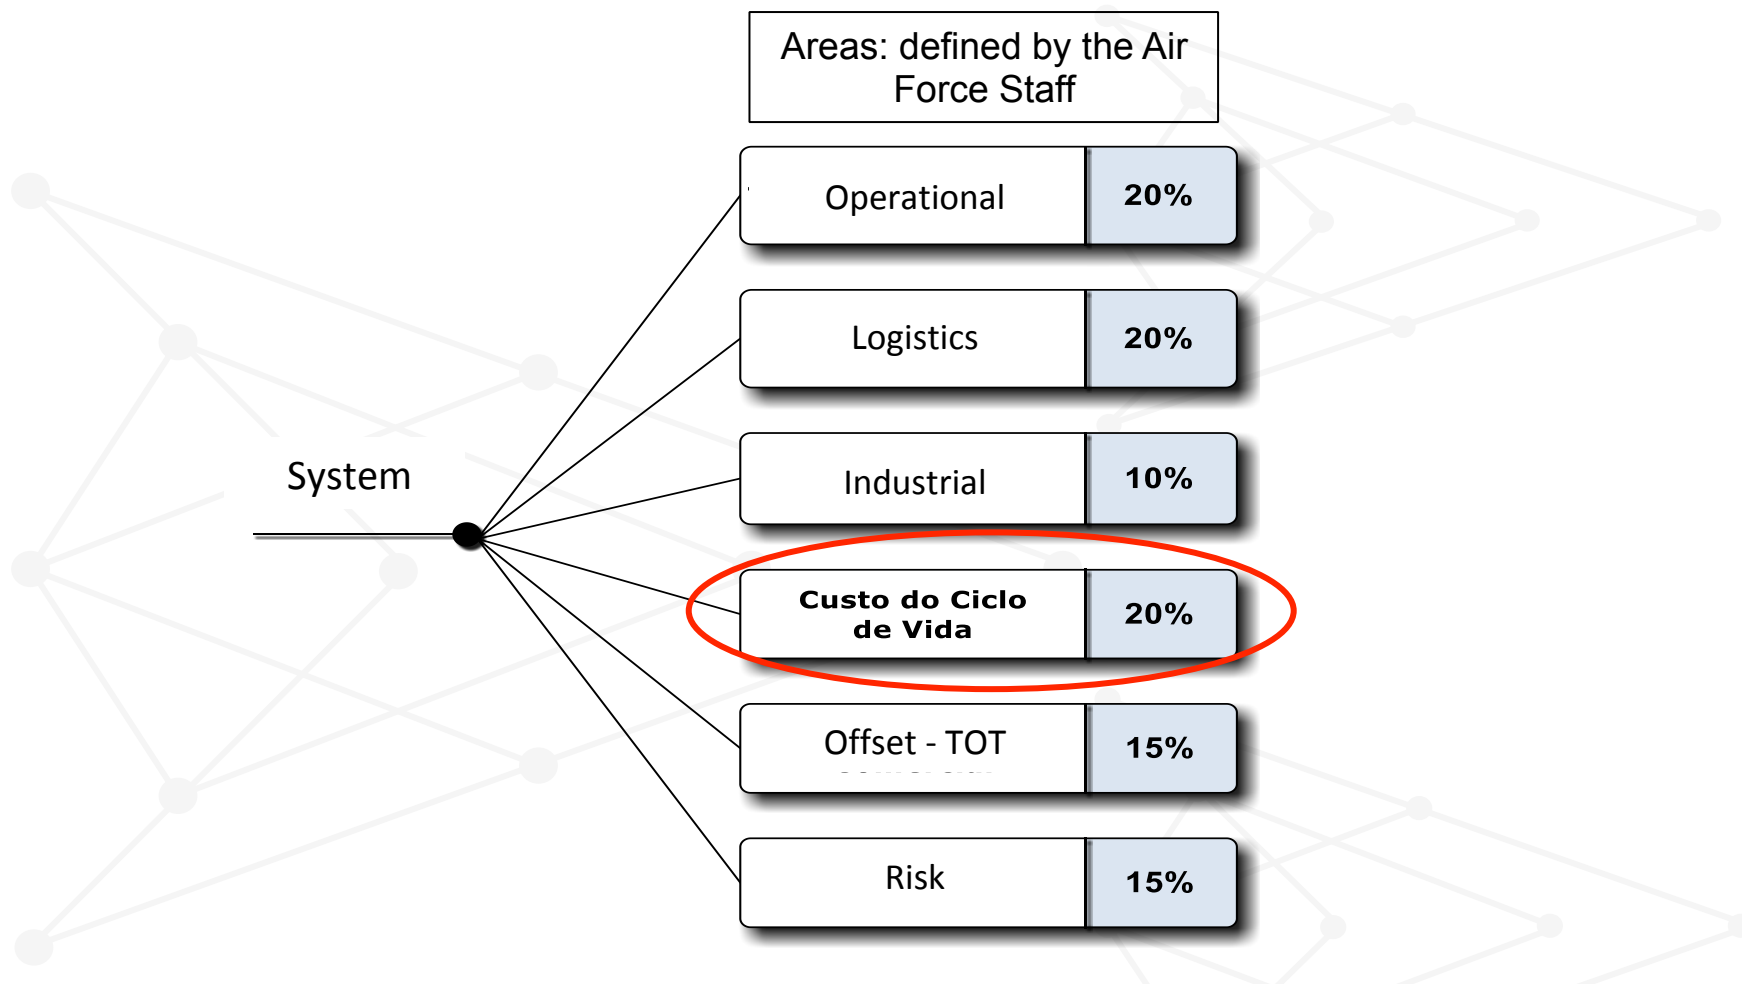 Areas: defined by the Air
Force Staff
Operational
20%
Logistics
20%
System
Industrial
10%
Custo do Ciclo
de Vida
20%
Offset - TOT
15%
Risk
15%